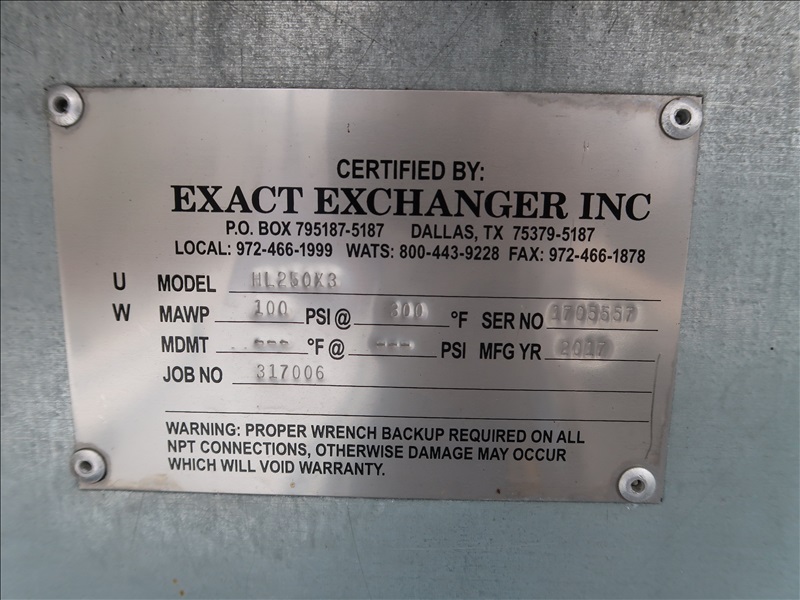 CERTIFIED BY:
EXACT EXCHANGER INC
P.O. BOX 795187-5187 DALLAS, TX 75379-5187
LOCAL: 972-466-1999 WATS: 800-443-9228 FAX: 972-466-1878
U MODEL HL250X3
W MAWP 100 PSI@ 300 °F SER NO
MDMT --- °F@ --- PSI MFG YR 2017
JOB NO 317006
WARNING: PROPER WRENCH BACKUP REQUIRED ON ALL
NPT CONNECTIONS, OTHERWISE DAMAGE MAY OCCUR
WHICH WILL VOID WARRANTY.